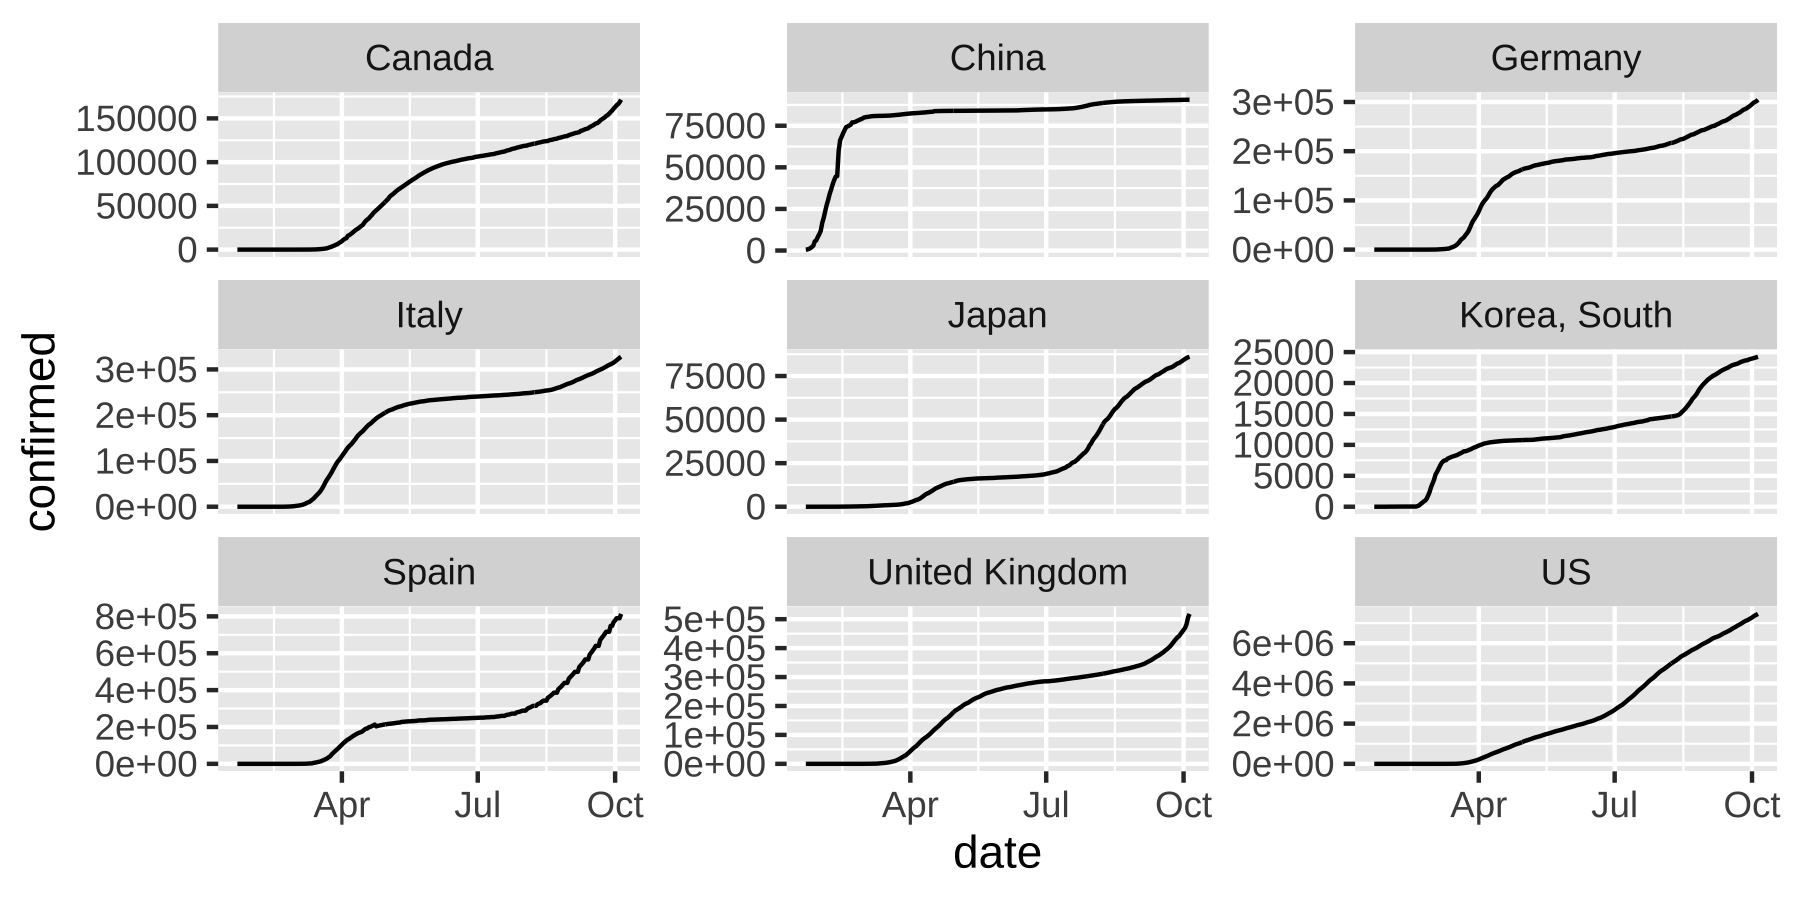 Canada China Germany
150000
100000
50000
0
75000
50000
25000
0
3e+05
2e+05
1e+05
0e+00
Italy Japan Korea, South
3e+05
2e+05
1e+05
0e+00
75000
50000
25000
0
25000
20000
15000
10000
5000
0
Spain United Kingdom US
8e+05
6e+05
4e+05
2e+05
0e+00
5e+05
4e+05
3e+05
2e+05
1e+05
0e+00
6e+06
4e+06
2e+06
0e+00
Apr Jul Oct Apr Jul Oct Apr Jul Oct
date
confirmed